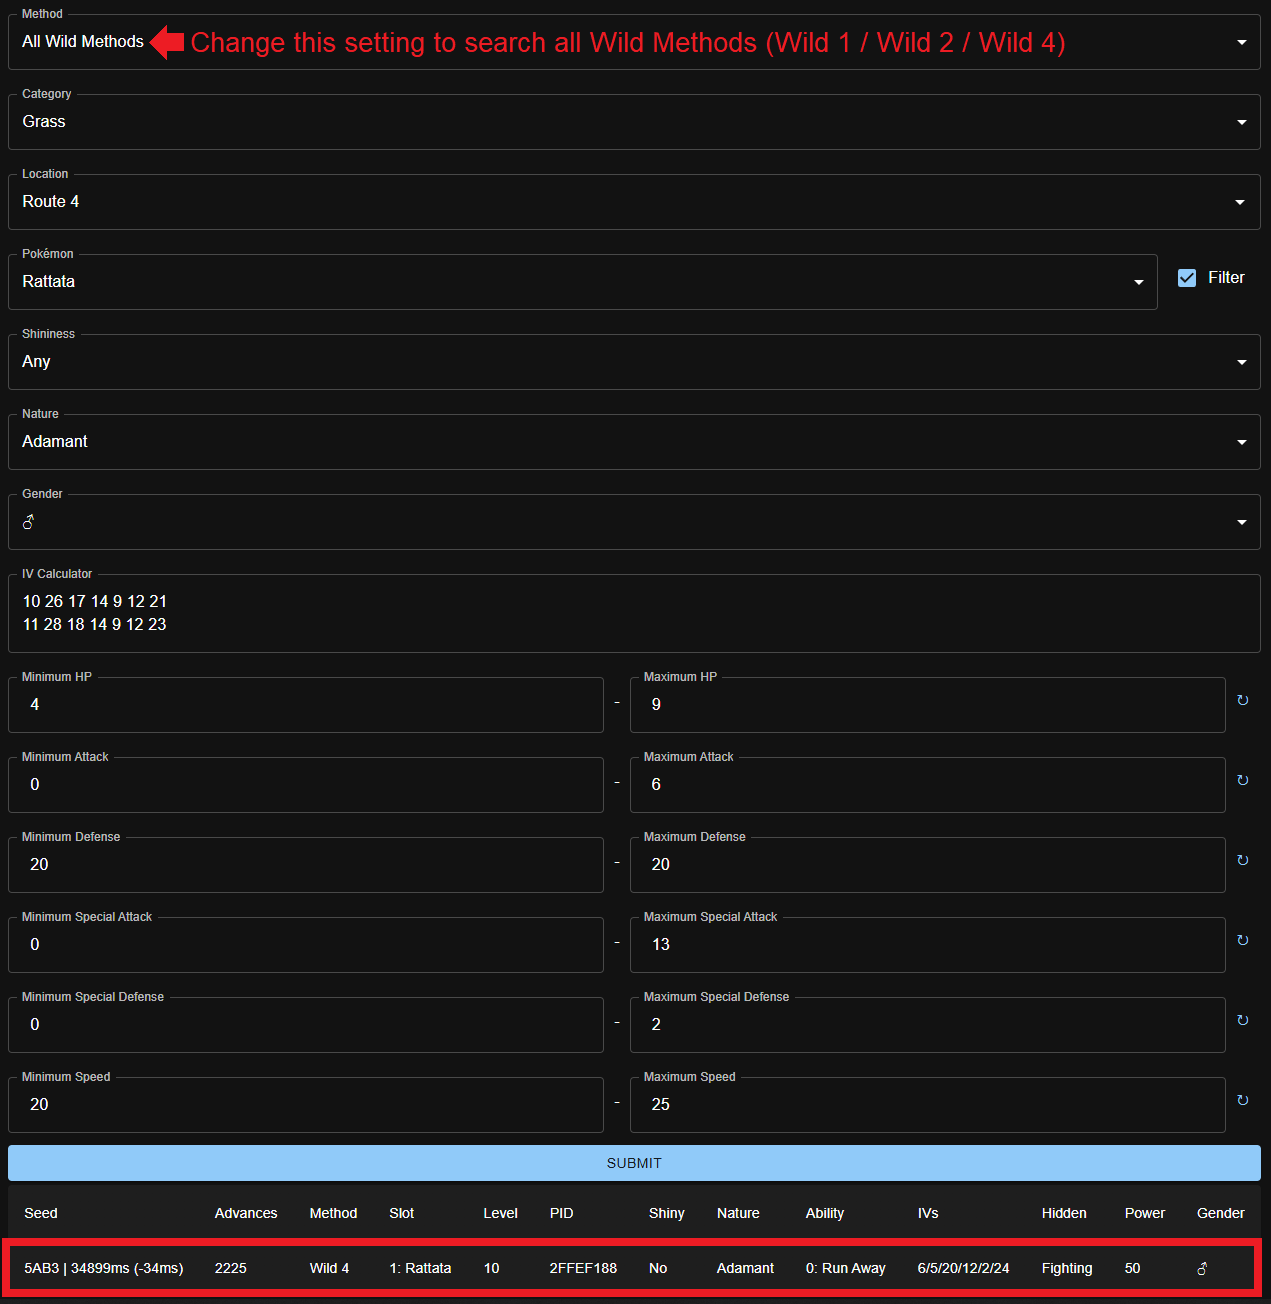 Method
All Wild Methods Change this setting to search all Wild Methods (Wild 1 / Wild 2 / Wild 4)
Category
Grass
Location
Route 4
Pokémon
Rattata
Filter
Shininess
Any
Nature
Adamant
Gender
♂
IV Calculator
10 26 17 14 9 12 21
11 28 18 14 9 12 23
Minimum HP Maximum HP
4 - 9 ↻
Minimum Attack Maximum Attack
0 - 6 ↻
Minimum Defense Maximum Defense
20 - 20 ↻
Minimum Special Attack Maximum Special Attack
0 - 13 ↻
Minimum Special Defense Maximum Special Defense
0 - 2 ↻
Minimum Speed Maximum Speed
20 - 25 ↻
SUBMIT
Seed Advances Method Slot Level PID Shiny Nature Ability IVs Hidden Power Gender
5AB3 | 34899ms (-34ms) 2225 Wild 4 1: Rattata 10 2FFEF188 No Adamant 0: Run Away 6/5/20/12/2/24 Fighting 50 ♂